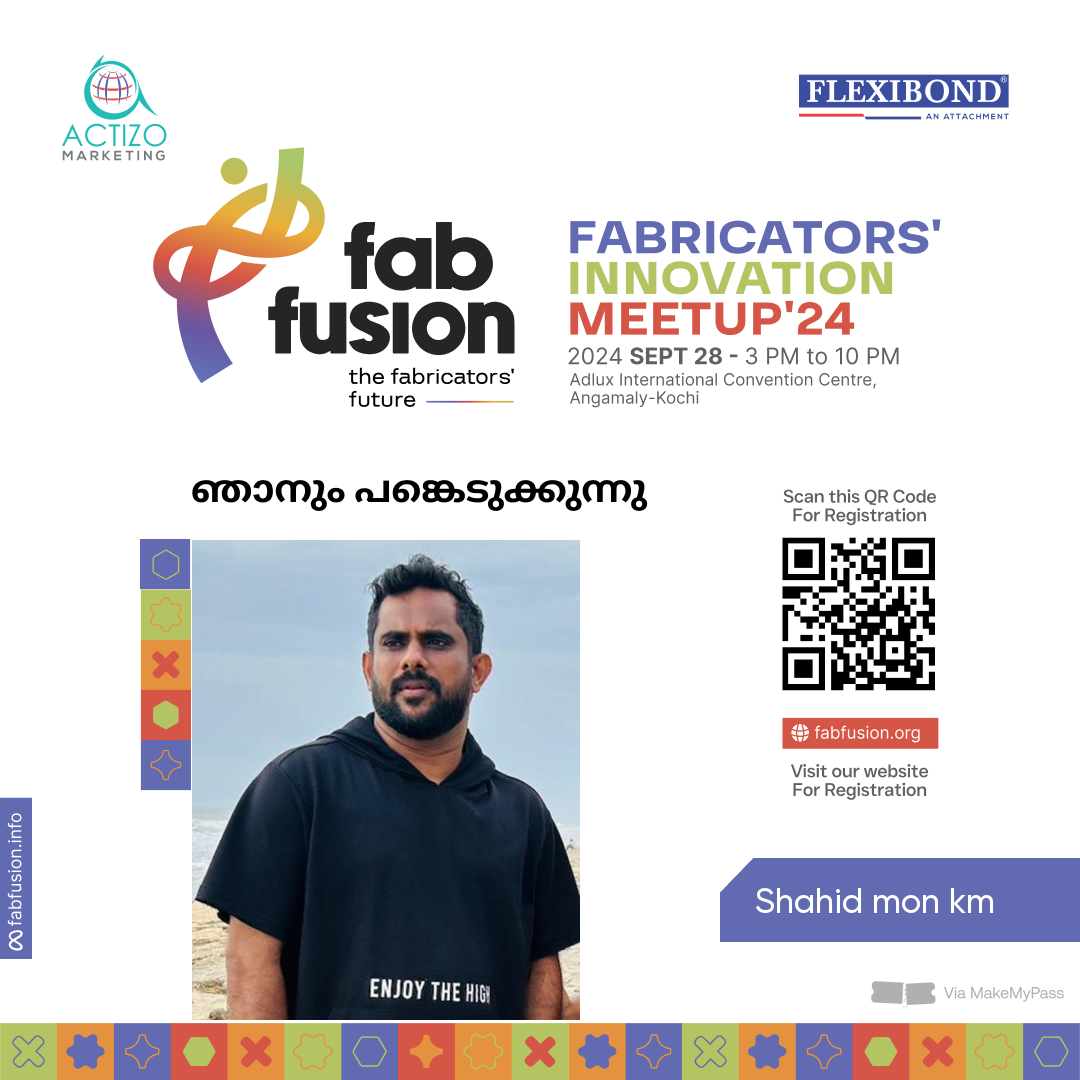 ACTIZO
MARKETING
FLEXIBOND®
AN ATTACHMENT
fab
fusion
the fabricators'
future
FABRICATORS'
INNOVATION
MEETUP'24
2024 SEPT 28 - 3 PM to 10 PM
Adlux International Convention Centre,
Angamaly-Kochi
ഞാനും പങ്കെടുക്കുന്നു
Scan this QR Code
For Registration
fabfusion.org
Visit our website
For Registration
fabfusion.info
Shahid mon km
ENJOY THE HIGH
Via MakeMyPass